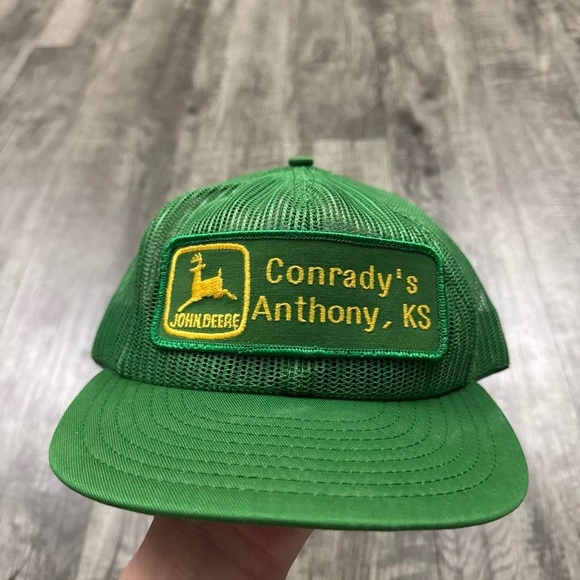 JOHN DEERE
Conrady's
Anthony, KS